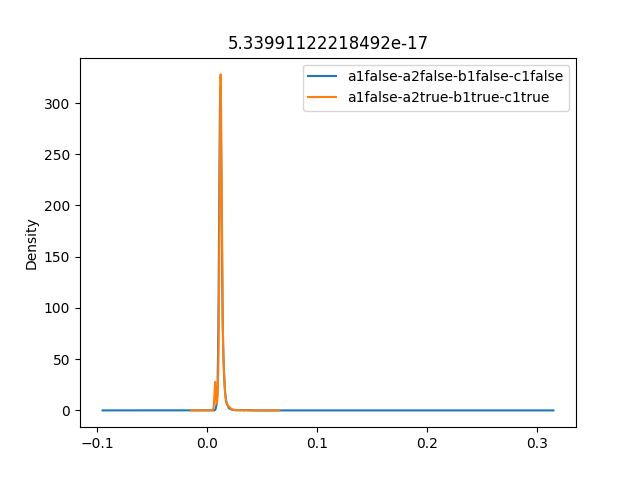 5.33991122218492e-17
a1false-a2false-b1false-c1false
a1false-a2true-b1true-c1true
Density
300
250
200
150
100
50
0
−0.1 0.0 0.1 0.2 0.3